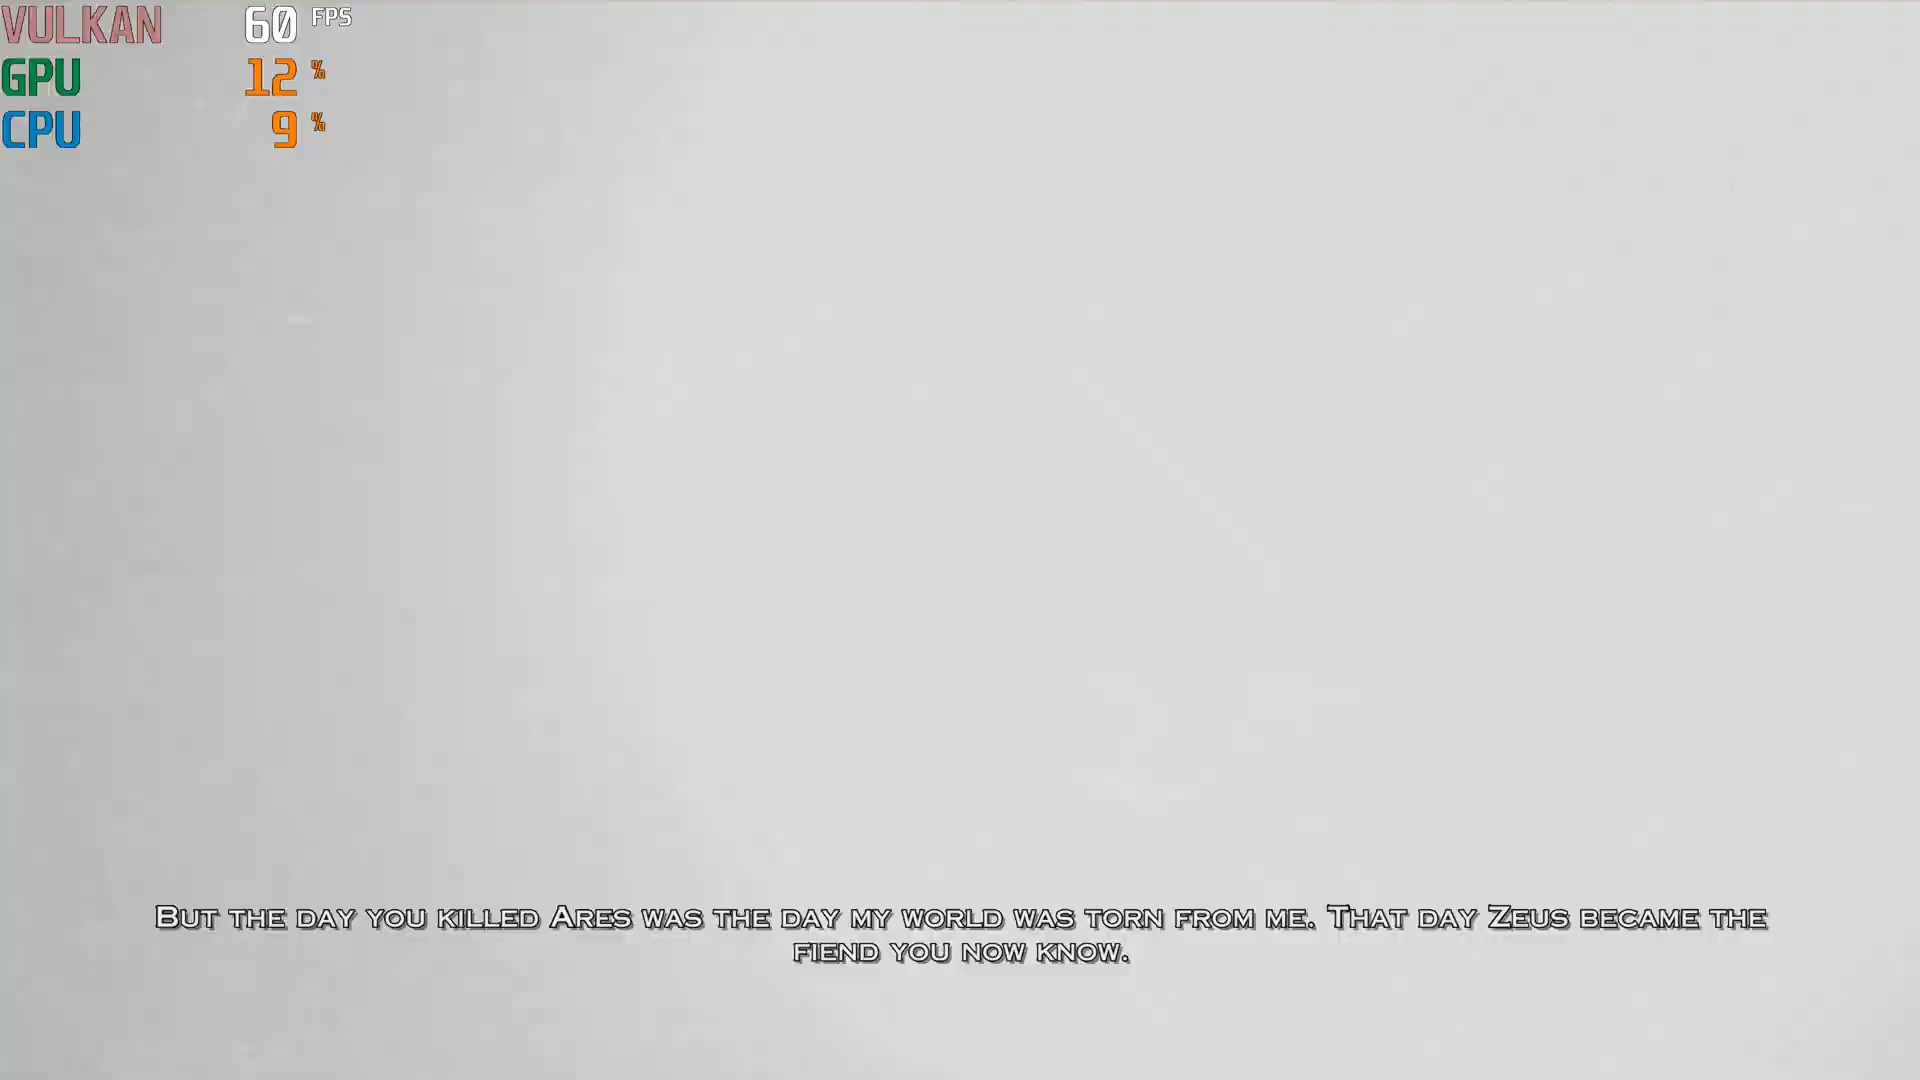 VULKAN 60 FPS
GPU 12 %
CPU 9 %
But the day you killed Ares was the day my world was torn from me. That day Zeus became the
fiend you now know.